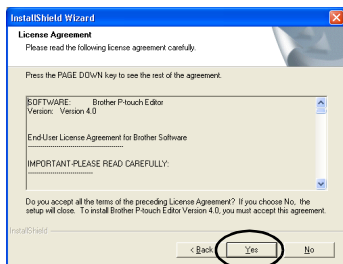 InstallShield Wizard
License Agreement
Please read the following license agreement carefully.
Press the PAGE DOWN key to see the rest of the agreement.
SOFTWARE: Brother P-touch Editor
Version: Version 4.0
End-User License Agreement for Brother Software
----------------------------------------
IMPORTANT-PLEASE READ CAREFULLY:
---------------------------
Do you accept all the terms of the preceding License Agreement? If you choose No, the
setup will close. To install Brother P-touch Editor Version 4.0, you must accept this agreement.
InstallShield
< Back
Yes
No